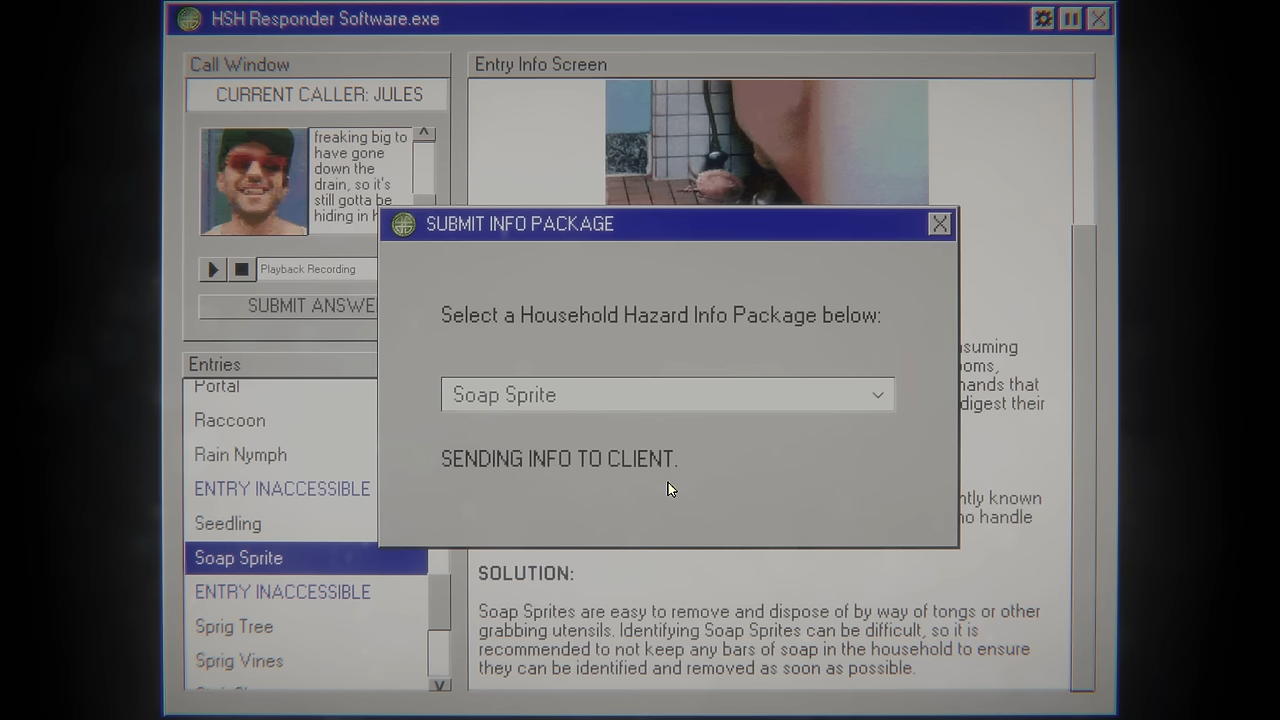 HSH Responder Software.exe
Call Window
CURRENT CALLER: JULES
freaking big to
have gone
down the
drain, so it's
still gotta be
hiding in
Playback Recording
SUBMIT ANSWE
Entries
Portal
Raccoon
Rain Nymph
ENTRY INACCESSIBLE
Seedling
Soap Sprite
ENTRY INACCESSIBLE
Sprig Tree
Sprig Vines
Entry Info Screen
SUBMIT INFO PACKAGE
Select a Household Hazard Info Package below:
Soap Sprite
SENDING INFO TO CLIENT.
hands that
digest their
known
no handle
SOLUTION:
Soap Sprites are easy to remove and dispose of by way of tongs or other
grabbing utensils. Identifying Soap Sprites can be difficult, so it is
recommended to not keep any bars of soap in the household to ensure
they can be identified and removed as soon as possible.